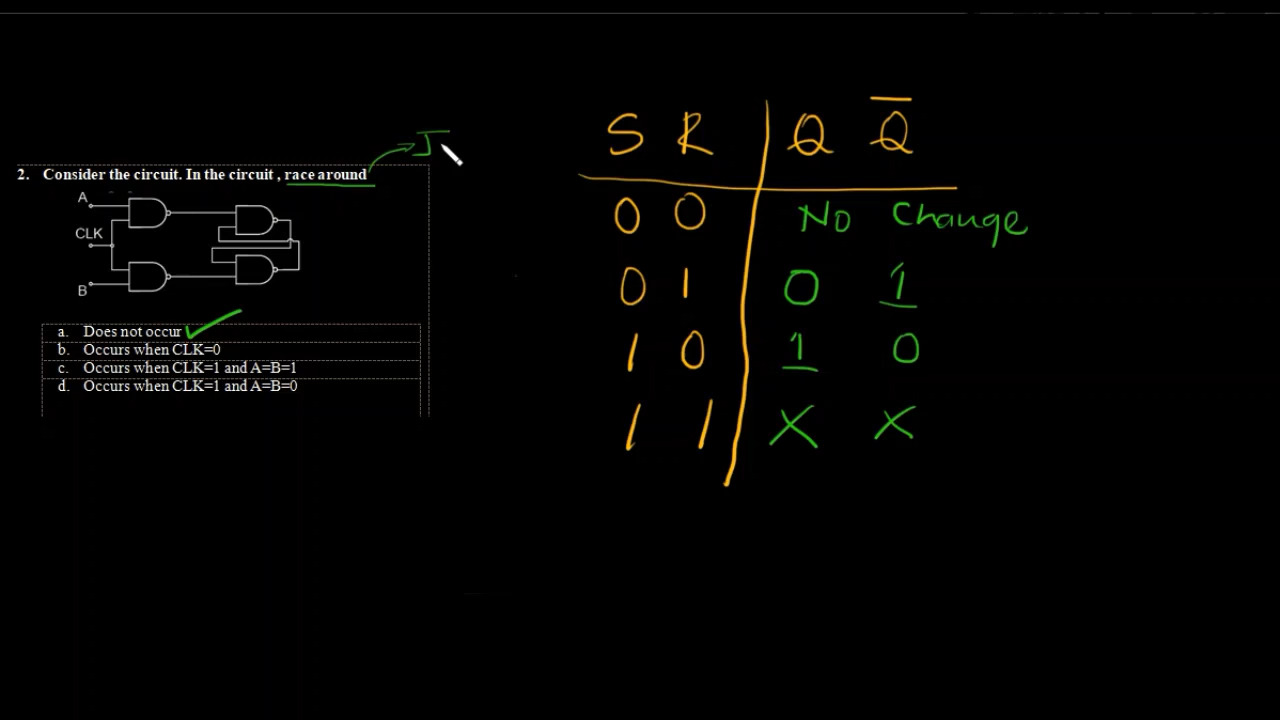 J
2. Consider the circuit. In the circuit , race around
A
CLK
B
a. Does not occur
b. Occurs when CLK=0
c. Occurs when CLK=1 and A=B=1
d. Occurs when CLK=1 and A=B=0
S R Q Q̅
0 0 No Change
0 1 0 1
1 0 1 0
1 1 X X